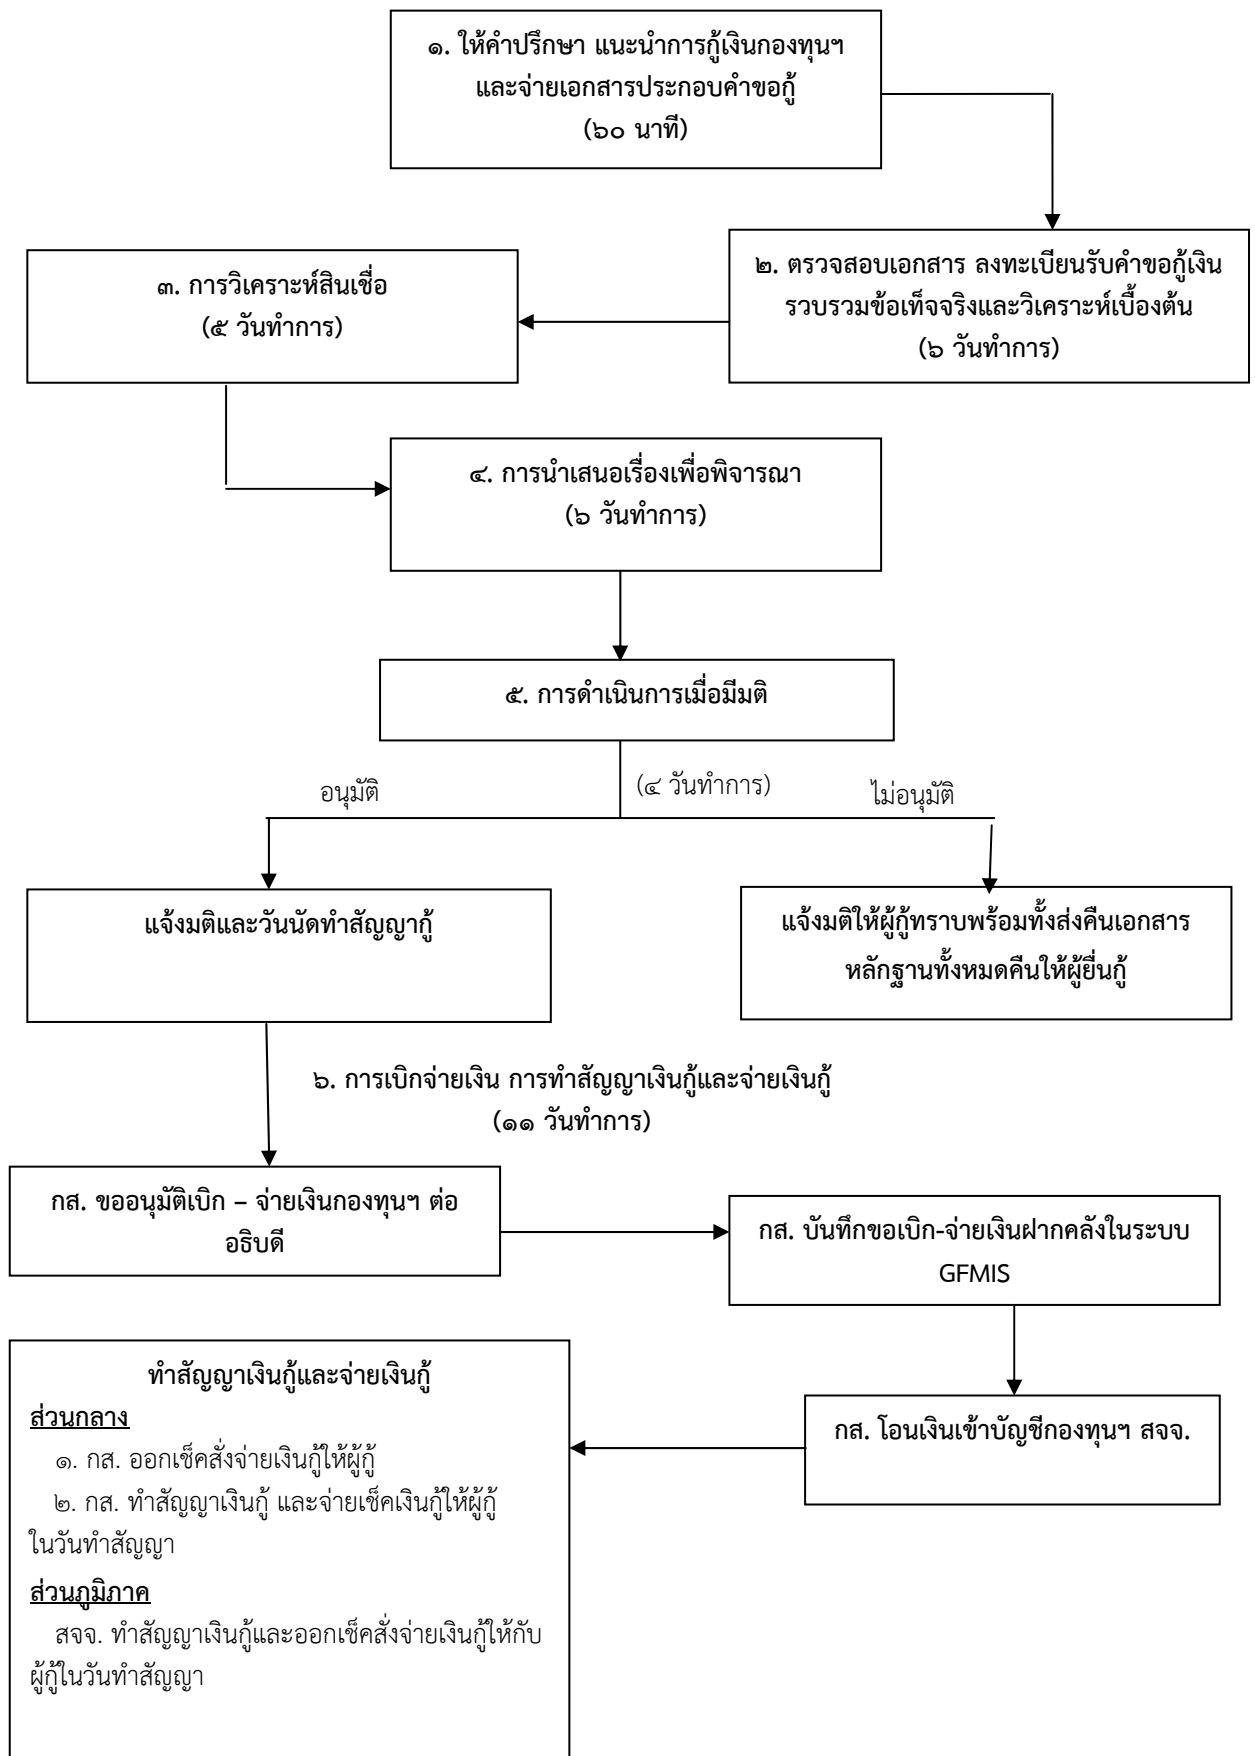 ๑. ให้คำปรึกษา แนะนำการกู้เงินกองทุนฯ
และจ่ายเอกสารประกอบคำขอกู้
(๖๐ นาที)
๒. ตรวจสอบเอกสาร ลงทะเบียนรับคำขอกู้เงิน
รวบรวมข้อเท็จจริงและวิเคราะห์เบื้องต้น
(๖ วันทำการ)
๓. การวิเคราะห์สินเชื่อ
(๕ วันทำการ)
๔. การนำเสนอเรื่องเพื่อพิจารณา
(๖ วันทำการ)
๕. การดำเนินการเมื่อมีมติ
(๔ วันทำการ)
อนุมัติ
ไม่อนุมัติ
แจ้งมติและวันนัดทำสัญญากู้
แจ้งมติให้ผู้กู้ทราบพร้อมทั้งส่งคืนเอกสาร
หลักฐานทั้งหมดคืนให้ผู้ยื่นกู้
๖. การเบิกจ่ายเงิน การทำสัญญาเงินกู้และจ่ายเงินกู้
(๑๑ วันทำการ)
กส. ขออนุมัติเบิก – จ่ายเงินกองทุนฯ ต่อ
อธิบดี
กส. บันทึกขอเบิก-จ่ายเงินฝากคลังในระบบ
GFMIS
กส. โอนเงินเข้าบัญชีกองทุนฯ สจจ.
ทำสัญญาเงินกู้และจ่ายเงินกู้
ส่วนกลาง
๑. กส. ออกเช็คสั่งจ่ายเงินกู้ให้ผู้กู้
๒. กส. ทำสัญญาเงินกู้ และจ่ายเช็คเงินกู้ให้ผู้กู้
ในวันทำสัญญา
ส่วนภูมิภาค
สจจ. ทำสัญญาเงินกู้และออกเช็คสั่งจ่ายเงินกู้ให้กับ
ผู้กู้ในวันทำสัญญา